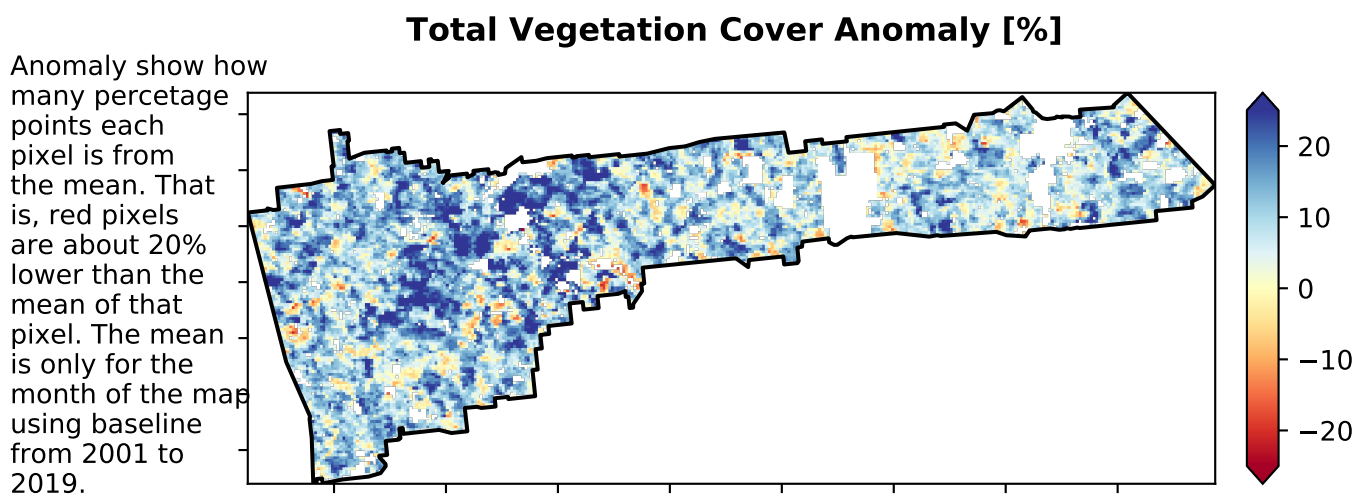 Total Vegetation Cover Anomaly [%]
Anomaly show how
many percetage
points each
pixel is from
the mean. That
is, red pixels
are about 20%
lower than the
mean of that
pixel. The mean
is only for the
month of the map
using baseline
from 2001 to
2019.
20
10
0
−10
−20